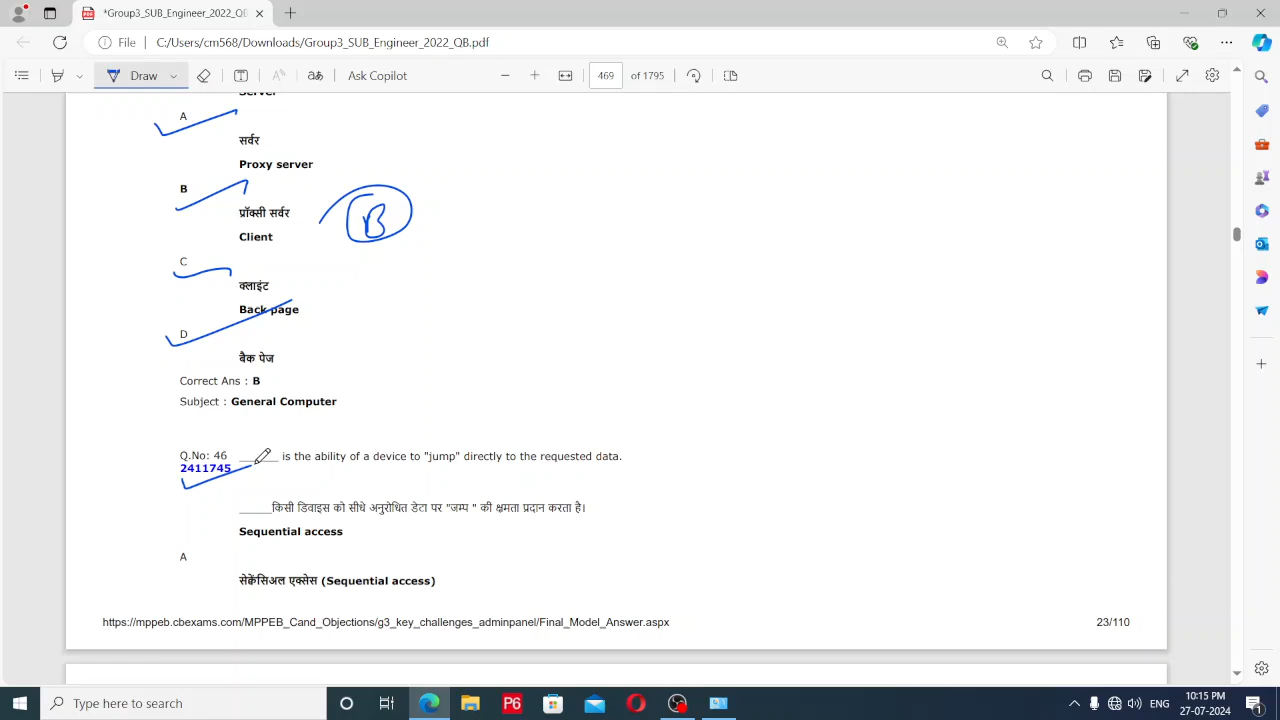 *Group3_SUB_Engineer_2022_QB
File C:/Users/cm568/Downloads/Group3_SUB_Engineer_2022_QB.pdf
Draw Ask Copilot 469 of 1795
Server
A
सर्वर
Proxy server
B
प्रॉक्सी सर्वर
B
Client
C
क्लाइंट
Back page
D
बैक पेज
Correct Ans : B
Subject : General Computer
Q.No: 46 ______ is the ability of a device to "jump" directly to the requested data.
2411745
_____किसी डिवाइस को सीधे अनुरोधित डेटा पर "जम्प " की क्षमता प्रदान करता है।
Sequential access
A
सेकेंसिअल एक्सेस (Sequential access)
https://mppeb.cbexams.com/MPPEB_Cand_Objections/g3_key_challenges_adminpanel/Final_Model_Answer.aspx 23/110
Type here to search
P6
ENG
10:15 PM
27-07-2024
1